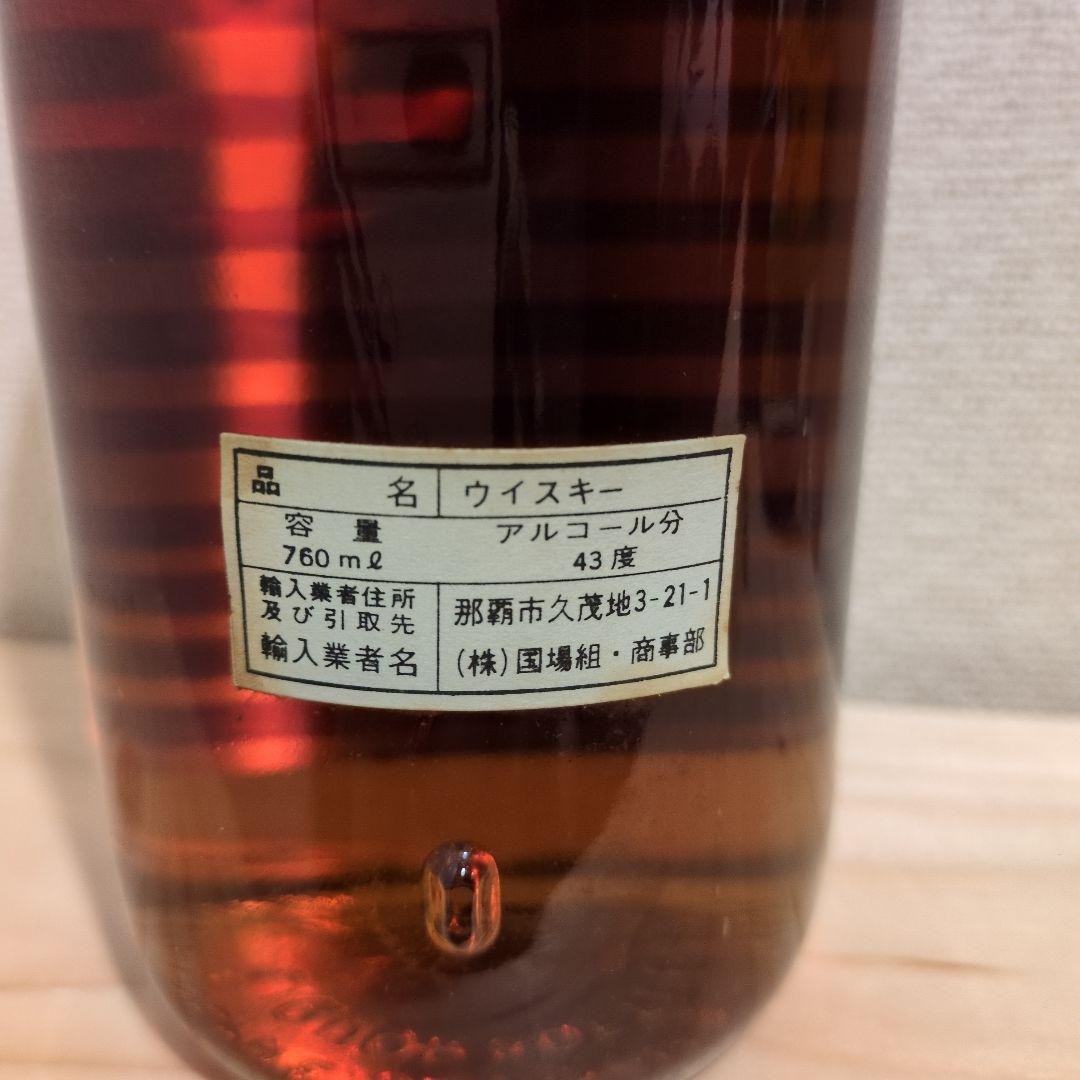 品名 ウイスキー
容量 アルコール分
760ml 43度
輸入業者住所
及び引取先
那覇市久茂地3-21-1
輸入業者名 (株)国場組・商事部